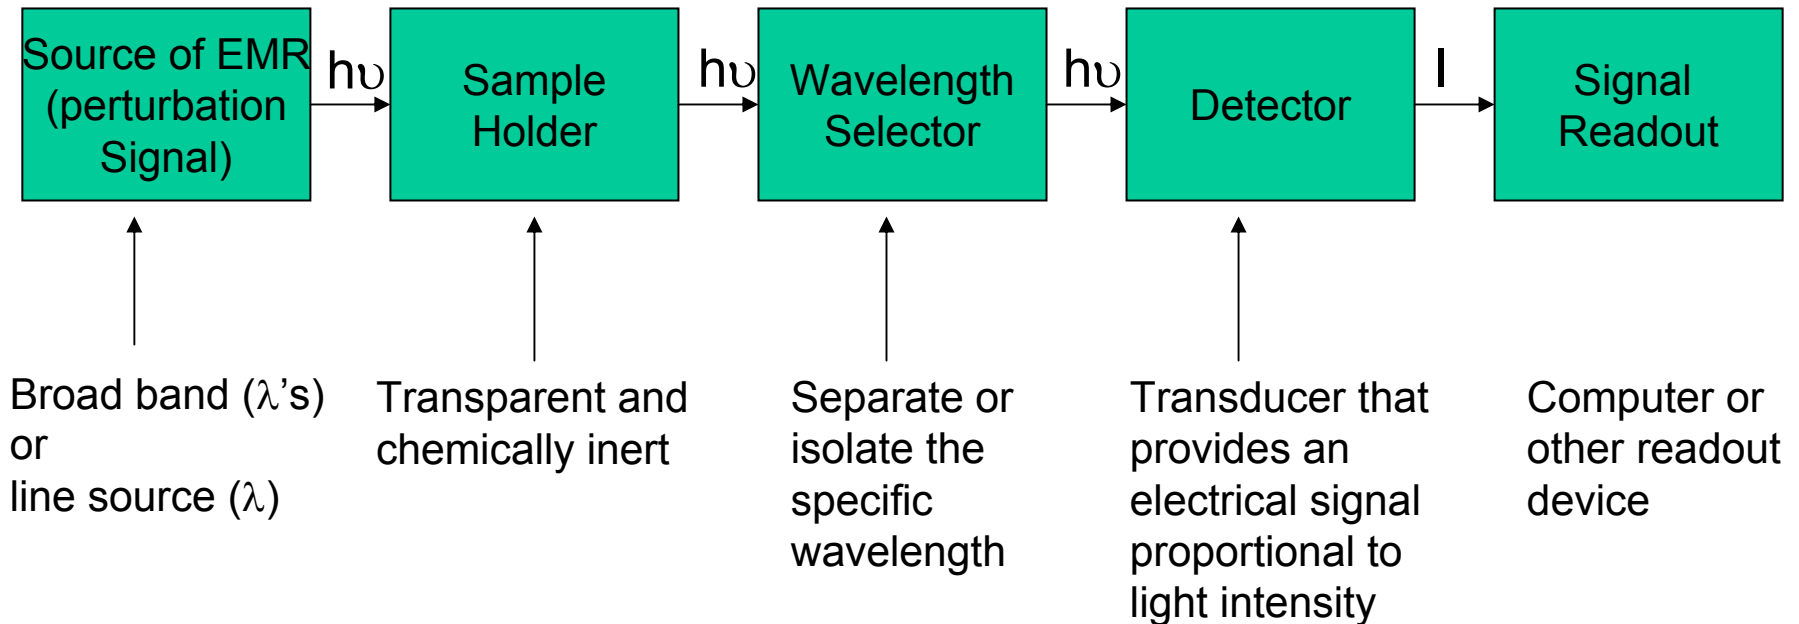 Source of EMR
(perturbation
Signal)
hυ
Sample
Holder
hυ
Wavelength
Selector
hυ
Detector
I
Signal
Readout
Broad band (λ’s)
or
line source (λ)
Transparent and
chemically inert
Separate or
isolate the
specific
wavelength
Transducer that
provides an
electrical signal
proportional to
light intensity
Computer or
other readout
device